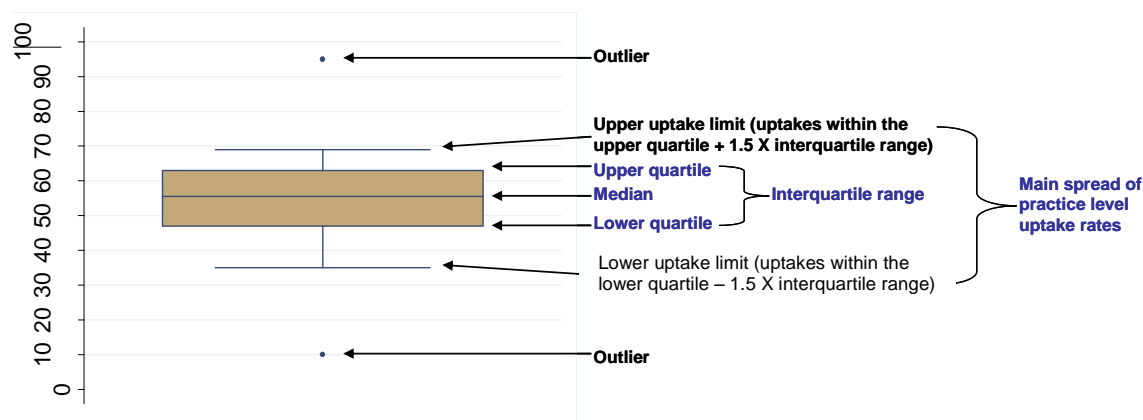 100
90
80
70
60
50
40
30
20
10
0
Outlier
Upper uptake limit (uptakes within the
upper quartile + 1.5 X interquartile range)
Upper quartile
Median
Lower quartile
Interquartile range
Main spread of
practice level
uptake rates
Lower uptake limit (uptakes within the
lower quartile – 1.5 X interquartile range)
Outlier